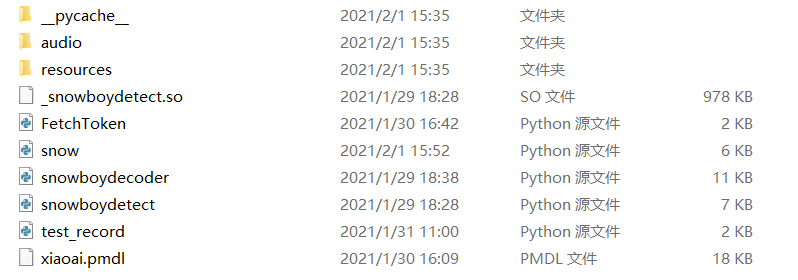 __pycache__ 2021/2/1 15:35 文件夹
audio 2021/2/1 15:35 文件夹
resources 2021/2/1 15:35 文件夹
_snowboydetect.so 2021/1/29 18:28 SO 文件 978 KB
FetchToken 2021/1/30 16:42 Python 源文件 2 KB
snow 2021/2/1 15:52 Python 源文件 6 KB
snowboydecoder 2021/1/29 18:38 Python 源文件 11 KB
snowboydetect 2021/1/29 18:28 Python 源文件 7 KB
test_record 2021/1/31 11:00 Python 源文件 2 KB
xiaoai.pmdl 2021/1/30 16:09 PMDL 文件 18 KB